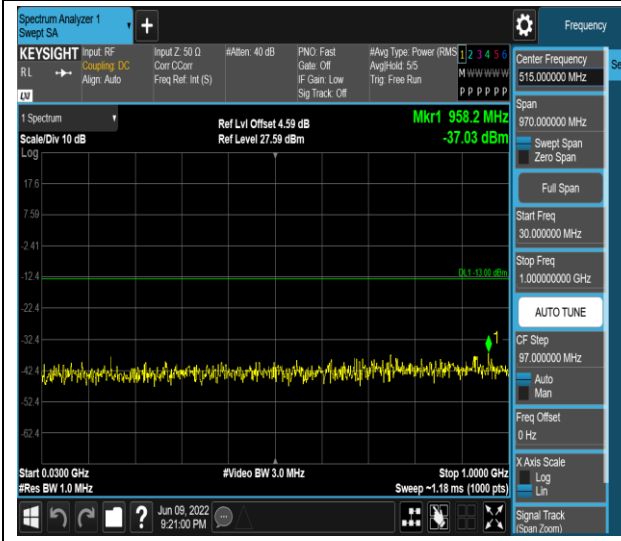 Spectrum Analyzer 1
Swept SA
+
Frequency
KEYSIGHT
RL
LXI
Input: RF
Coupling: DC
Align: Auto
Input Z: 50 Ω
Corr CCorr
Freq Ref: Int (S)
#Atten: 40 dB
PNO: Fast
Gate: Off
IF Gain: Low
Sig Track: Off
#Avg Type: Power (RMS
Avg|Hold: 5/5
Trig: Free Run
1 2 3 4 5 6
M W W W W W
P P P P P P
1 Spectrum
Scale/Div 10 dB
Log
Ref Lvl Offset 4.59 dB
Ref Level 27.59 dBm
Mkr1 958.2 MHz
-37.03 dBm
17.6
7.59
-2.41
-12.4
DL1 -13.00 dBm
-22.4
-32.4
1
-42.4
-52.4
-62.4
Start 0.0300 GHz
#Res BW 1.0 MHz
#Video BW 3.0 MHz
Stop 1.0000 GHz
Sweep ~1.18 ms (1000 pts)
?
Jun 09, 2022
9:21:00 PM
Center Frequency
515.000000 MHz
Se
Span
970.000000 MHz
Swept Span
Zero Span
Full Span
Start Freq
30.000000 MHz
Stop Freq
1.000000000 GHz
AUTO TUNE
CF Step
97.000000 MHz
Auto
Man
Freq Offset
0 Hz
X Axis Scale
Log
Lin
Signal Track
(Span Zoom)